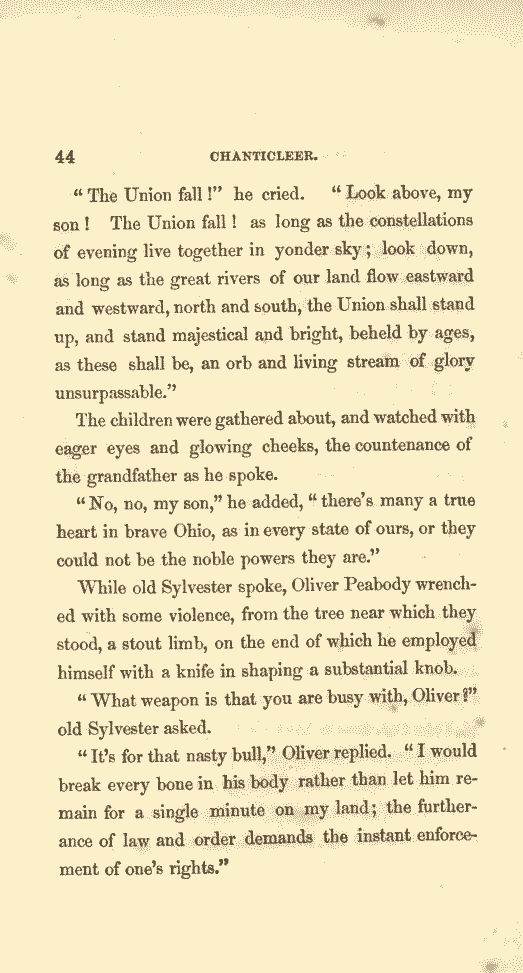 44 CHANTICLEER.
“The Union fall!” he cried. “Look above, my
son! The Union fall! as long as the constellations
of evening live together in yonder sky; look down,
as long as the great rivers of our land flow eastward
and westward, north and south, the Union shall stand
up, and stand majestical and bright, beheld by ages,
as these shall be, an orb and living stream of glory
unsurpassable.”
The children were gathered about, and watched with
eager eyes and glowing cheeks, the countenance of
the grandfather as he spoke.
“No, no, my son,” he added, “there’s many a true
heart in brave Ohio, as in every state of ours, or they
could not be the noble powers they are.”
While old Sylvester spoke, Oliver Peabody wrench-
ed with some violence, from the tree near which they
stood, a stout limb, on the end of which he employed
himself with a knife in shaping a substantial knob.
“What weapon is that you are busy with, Oliver?”
old Sylvester asked.
“It’s for that nasty bull,” Oliver replied. “I would
break every bone in his body rather than let him re-
main for a single minute on my land; the further-
ance of law and order demands the instant enforce-
ment of one’s rights.”